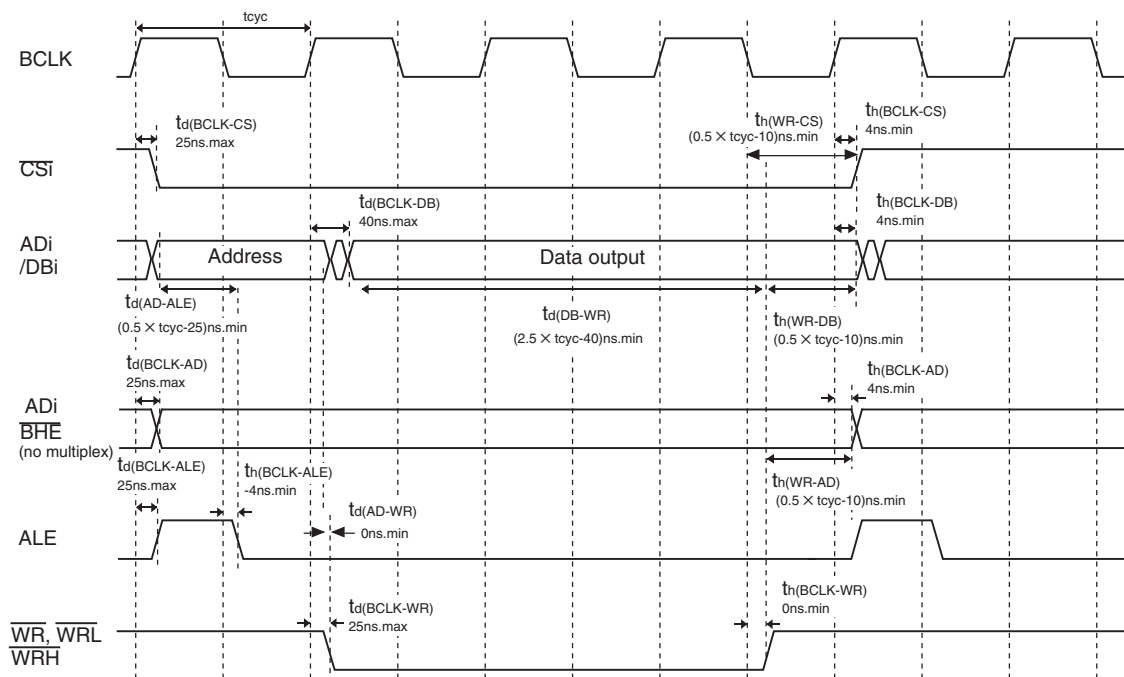 tcyc
BCLK
td(BCLK-CS)
25ns.max
th(WR-CS)
(0.5 × tcyc-10)ns.min
th(BCLK-CS)
4ns.min
CSi
td(BCLK-DB)
40ns.max
th(BCLK-DB)
4ns.min
ADi
/DBi
Address
Data output
td(AD-ALE)
(0.5 × tcyc-25)ns.min
td(DB-WR)
(2.5 × tcyc-40)ns.min
th(WR-DB)
(0.5 × tcyc-10)ns.min
td(BCLK-AD)
25ns.max
th(BCLK-AD)
4ns.min
ADi
BHE
(no multiplex)
td(BCLK-ALE)
25ns.max
th(BCLK-ALE)
-4ns.min
th(WR-AD)
(0.5 × tcyc-10)ns.min
td(AD-WR)
0ns.min
ALE
td(BCLK-WR)
25ns.max
th(BCLK-WR)
0ns.min
WR, WRL
WRH